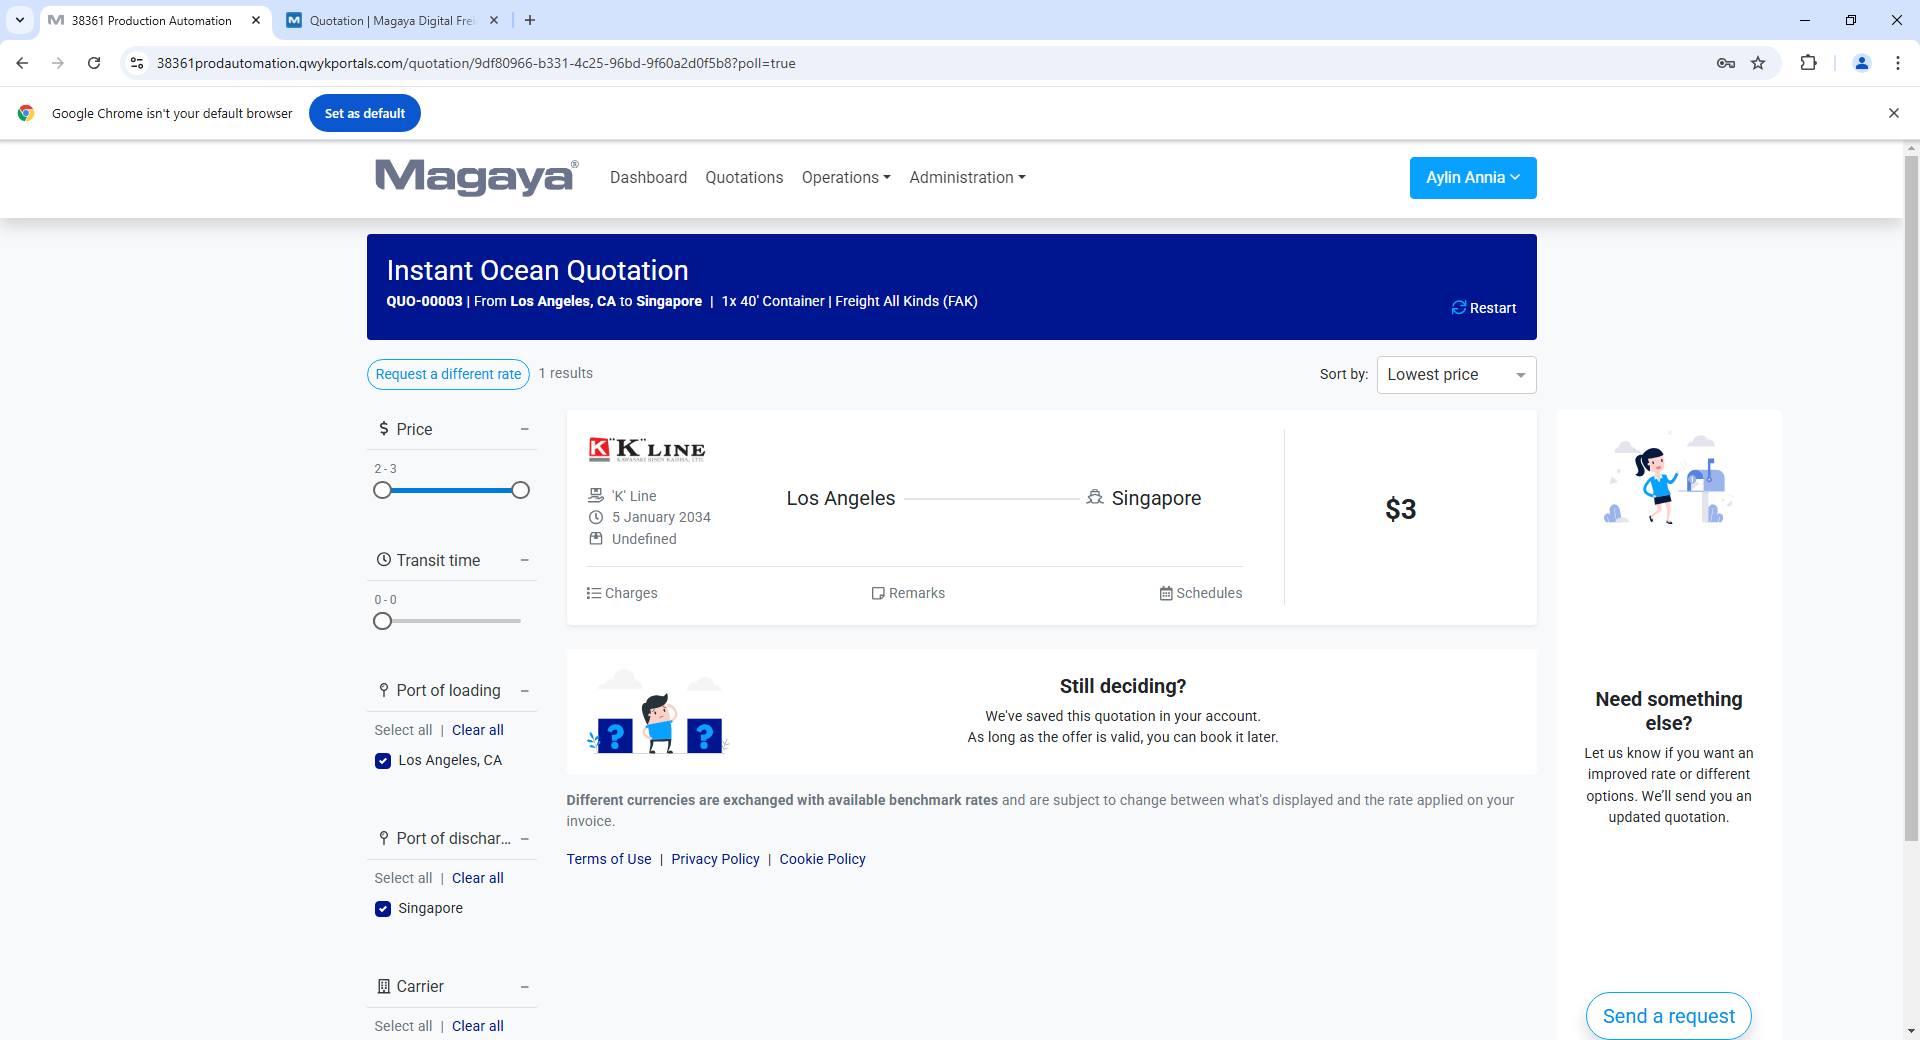 38361 Production Automation
Quotation | Magaya Digital Frei
38361prodautomation.qwykportals.com/quotation/9df80966-b331-4c25-96bd-9f60a2d0f5b8?poll=true
Google Chrome isn't your default browser
Set as default
Magaya®
Dashboard
Quotations
Operations
Administration
Aylin Annia
Instant Ocean Quotation
QUO-00003 | From Los Angeles, CA to Singapore | 1x 40' Container | Freight All Kinds (FAK)
Restart
Request a different rate
1 results
Sort by:
Lowest price
Price
2 - 3
Transit time
0 - 0
Port of loading
Select all | Clear all
Los Angeles, CA
Port of dischar...
Select all | Clear all
Singapore
Carrier
Select all | Clear all
K "K" LINE
KAWASAKI KISEN KAISHA, LTD.
'K' Line
5 January 2034
Undefined
Los Angeles
Singapore
$3
Charges
Remarks
Schedules
? ?
Still deciding?
We've saved this quotation in your account.
As long as the offer is valid, you can book it later.
Different currencies are exchanged with available benchmark rates and are subject to change between what's displayed and the rate applied on your
invoice.
Terms of Use | Privacy Policy | Cookie Policy
Need something
else?
Let us know if you want an
improved rate or different
options. We'll send you an
updated quotation.
Send a request